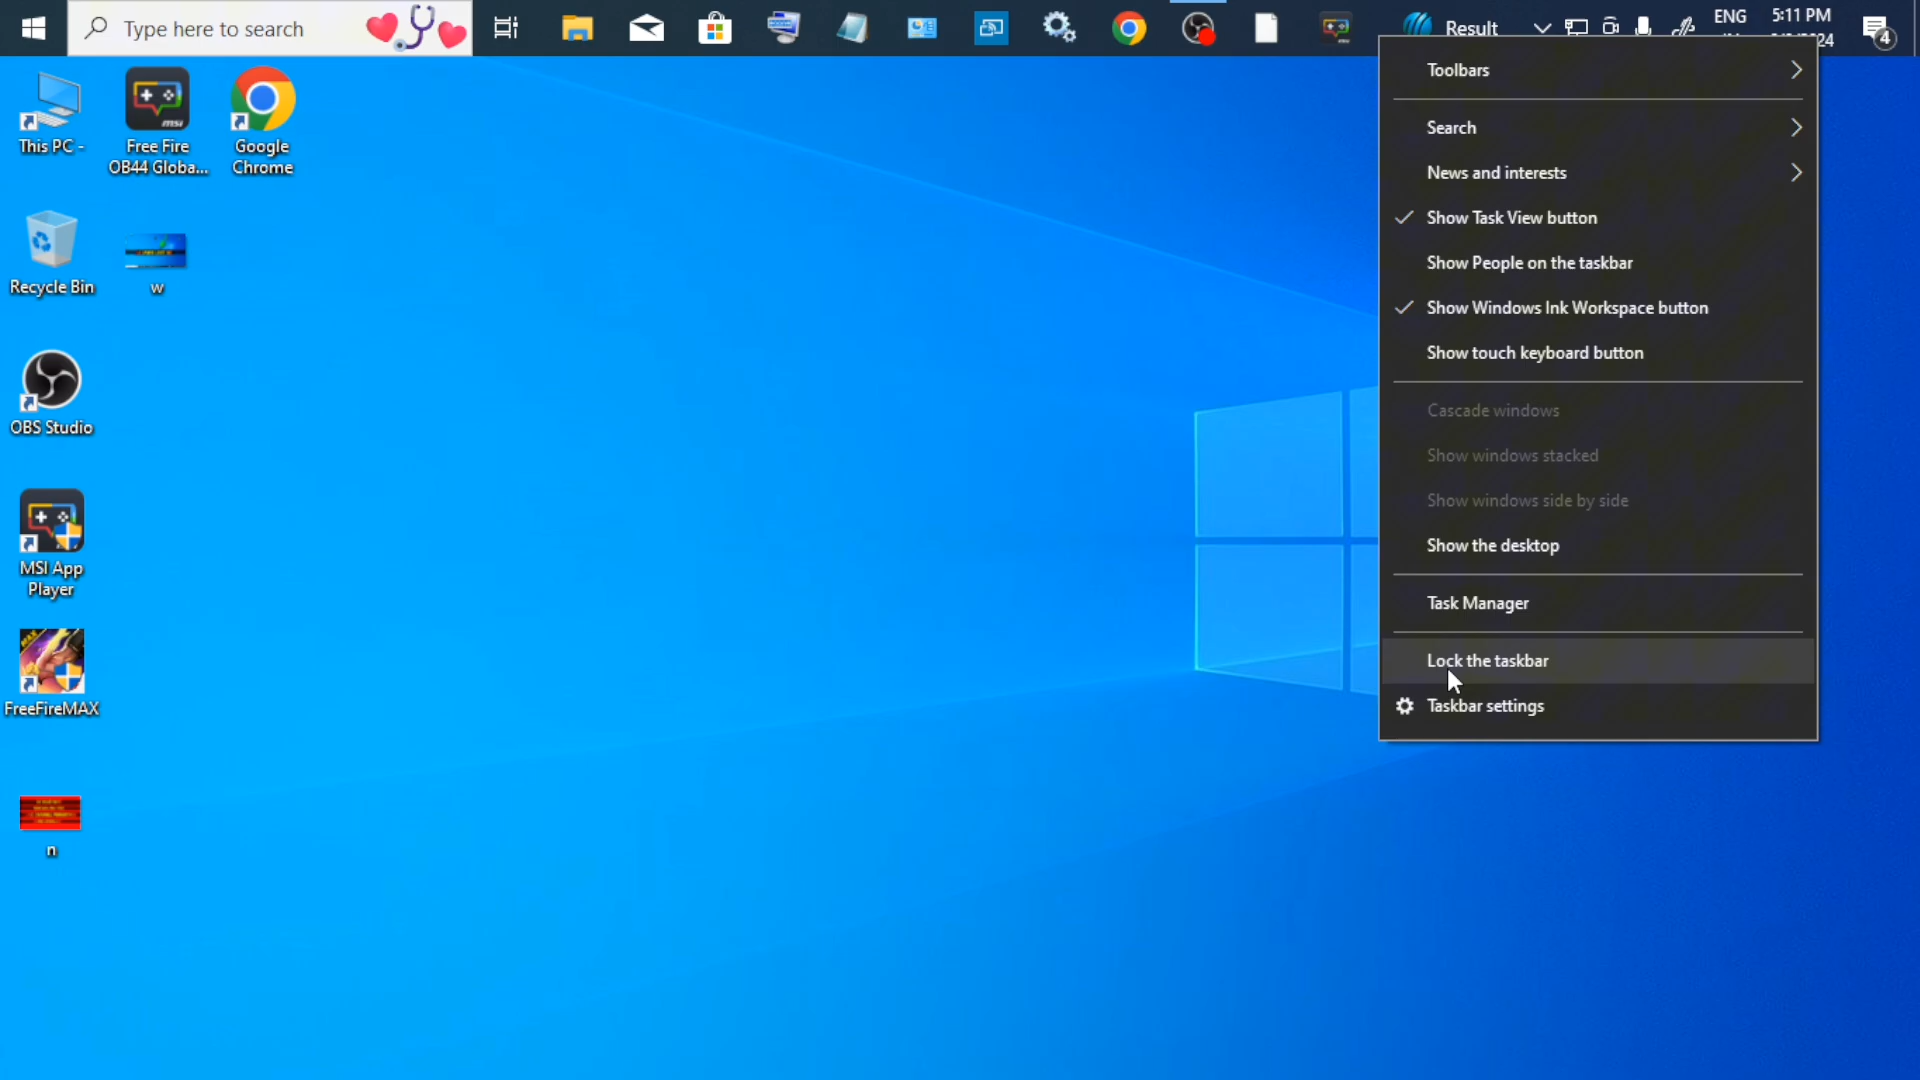 Type here to search
Result
ENG
5:11 PM
4
This PC -
Free Fire
OB44 Globa...
msi
Google
Chrome
Recycle Bin
w
OBS Studio
MSI App
Player
FreeFireMAX
n
Toolbars
Search
News and interests
Show Task View button
Show People on the taskbar
Show Windows Ink Workspace button
Show touch keyboard button
Cascade windows
Show windows stacked
Show windows side by side
Show the desktop
Task Manager
Lock the taskbar
Taskbar settings